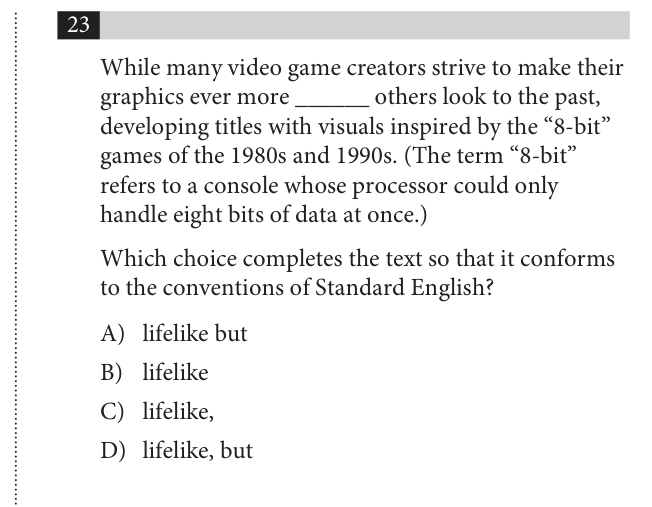 23
While many video game creators strive to make their
graphics ever more ______ others look to the past,
developing titles with visuals inspired by the “8-bit”
games of the 1980s and 1990s. (The term “8-bit”
refers to a console whose processor could only
handle eight bits of data at once.)
Which choice completes the text so that it conforms
to the conventions of Standard English?
A) lifelike but
B) lifelike
C) lifelike,
D) lifelike, but